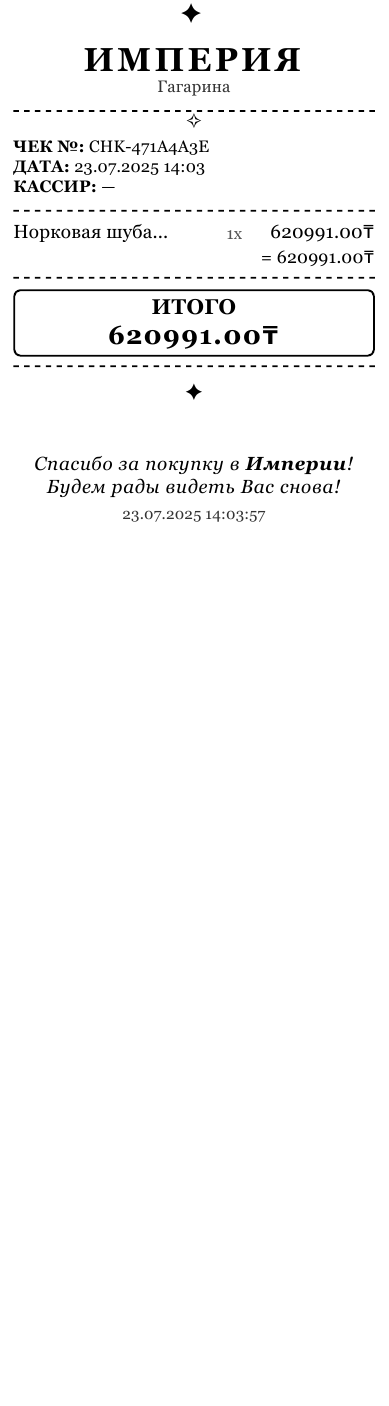 ИМПЕРИЯ
Гагарина
ЧЕК №: CHK-471A4A3E
ДАТА: 23.07.2025 14:03
КАССИР: —
Норковая шуба... 1x 620991.00₸
= 620991.00₸
ИТОГО
620991.00₸
Спасибо за покупку в Империи!
Будем рады видеть Вас снова!
23.07.2025 14:03:57